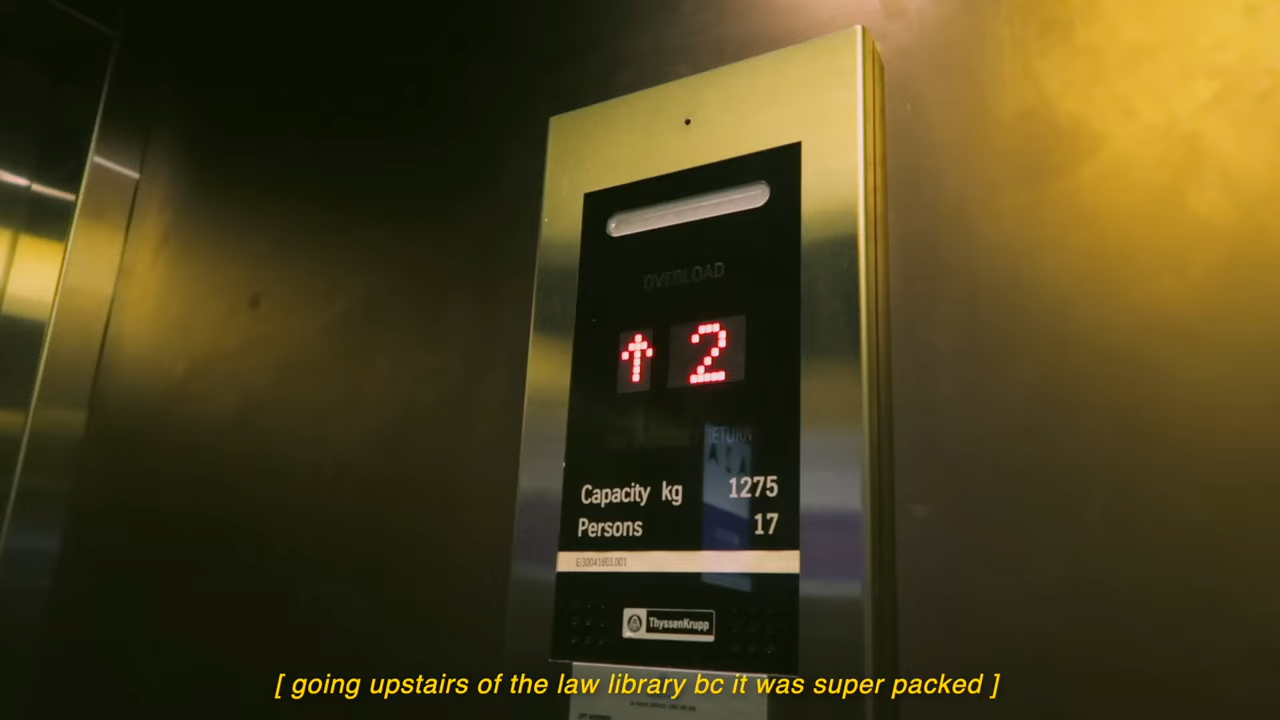 OVERLOAD
↑ 2
Capacity kg 1275
Persons 17
ThyssenKrupp
[ going upstairs of the law library bc it was super packed ]